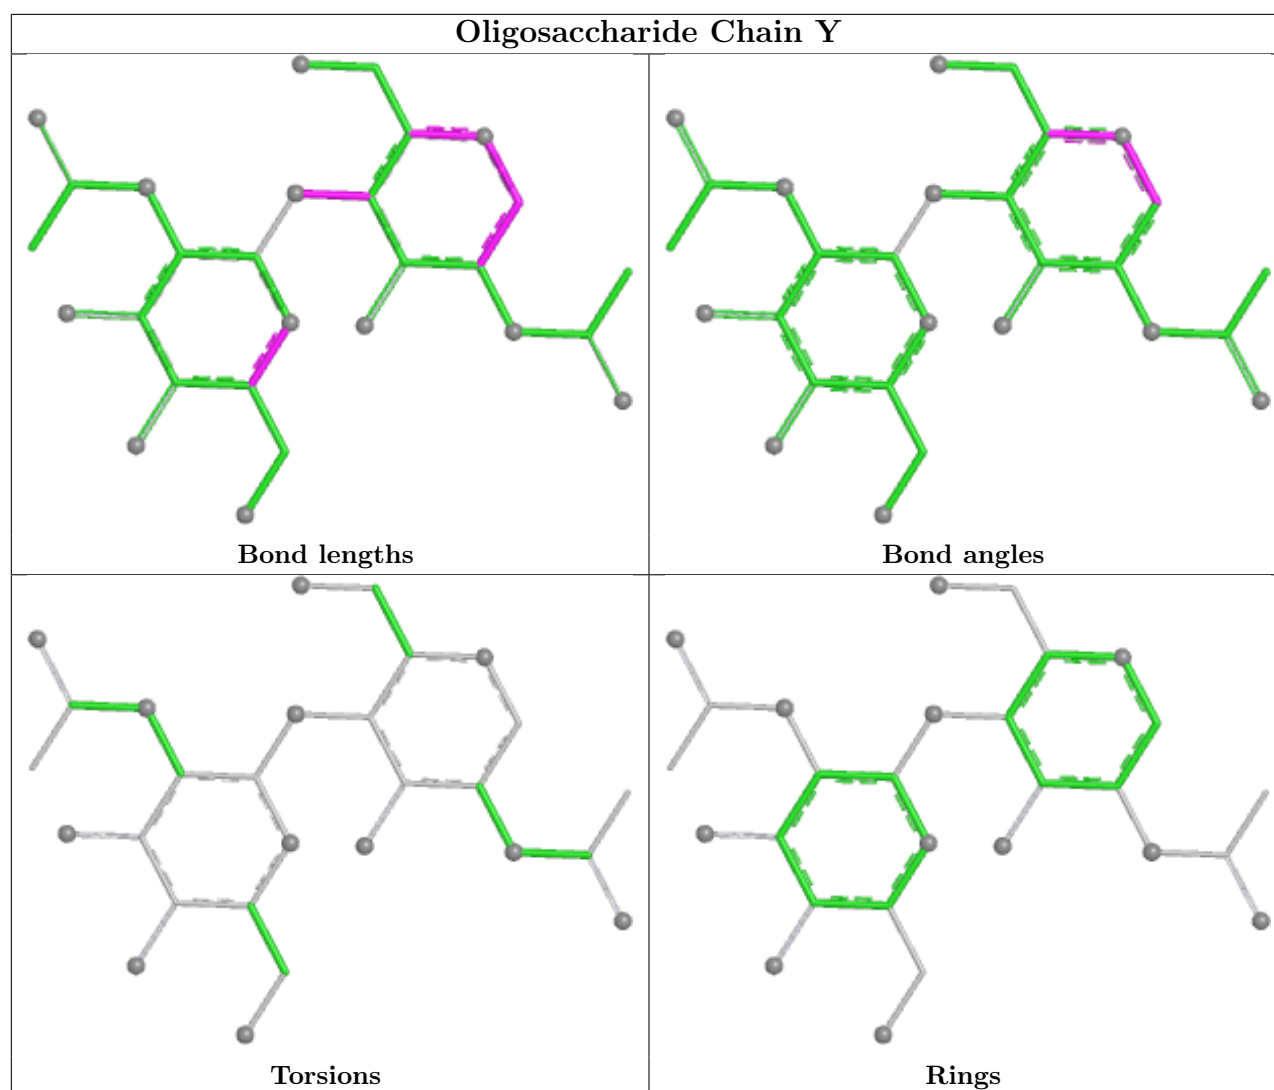 Oligosaccharide Chain Y
Bond lengths
Bond angles
Torsions
Rings